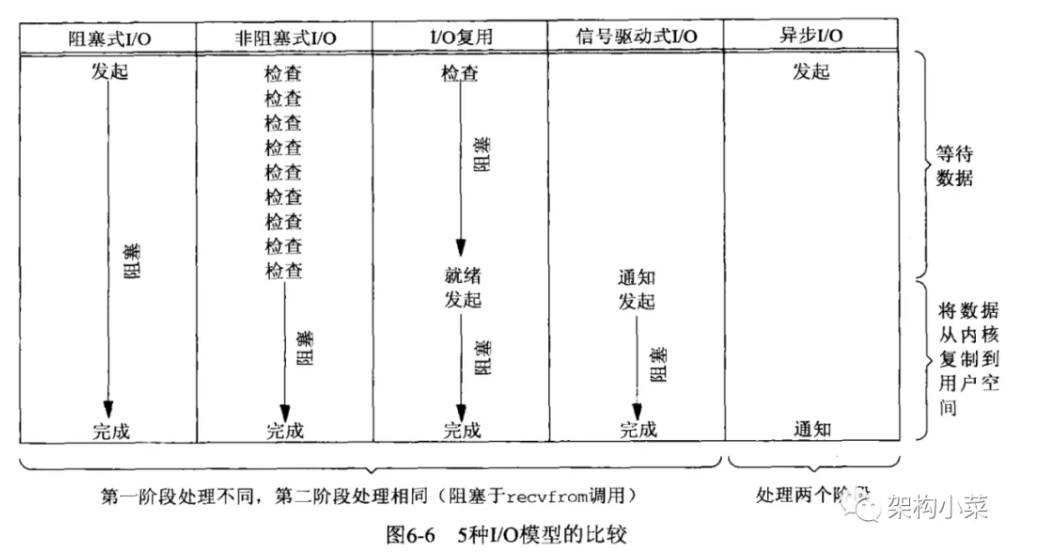 阻塞式I/O 非阻塞式I/O I/O复用 信号驱动式I/O 异步I/O
发起 检查 检查 发起
检查
检查
检查
检查
检查
检查
检查
检查
阻塞
阻塞
就绪 通知
发起 发起
阻塞 阻塞 阻塞
完成 完成 完成 完成 通知
等待
数据
将数据
从内核
复制到
用户空
间
第一阶段处理不同,第二阶段处理相同(阻塞于recvfrom调用) 处理两个阶段
架构小菜
图6-6 5种I/O模型的比较